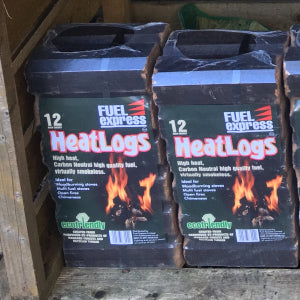 FUEL
express
12
HeatLogs
High heat,
Carbon Neutral high quality fuel,
virtually smokeless.
Ideal for
Woodburning stoves
Multi fuel stoves
Open fires
Chimeneas
ecofriendly
FUEL
express
12
HeatLogs
High heat,
Carbon Neutral high quality fuel,
virtually smokeless.
Ideal for
Woodburning stoves
Multi fuel stoves
Open fires
Chimeneas
ecofriendly